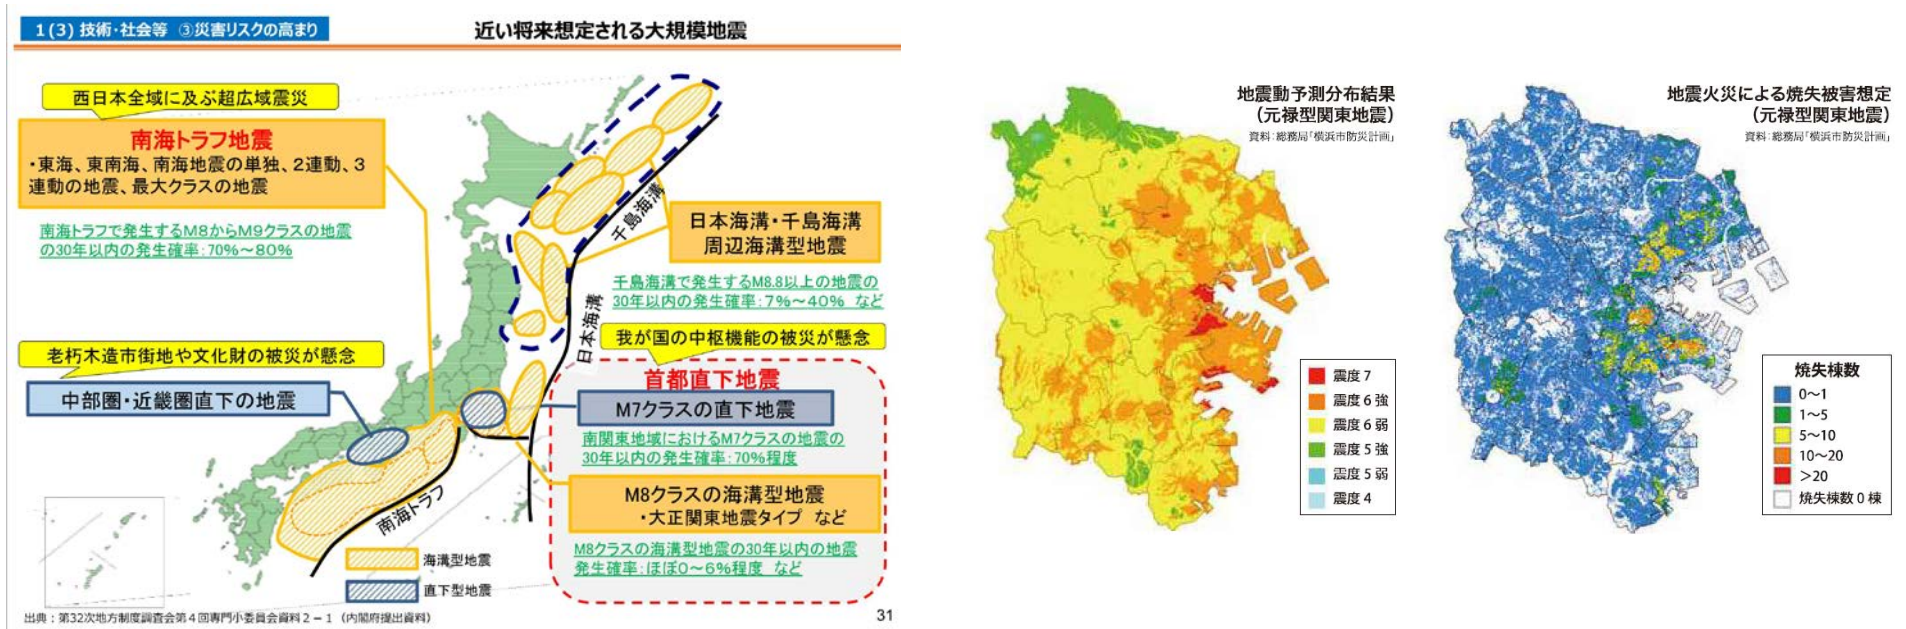 1(3) 技術・社会等 ③災害リスクの高まり
近い将来想定される大規模地震
西日本全域に及ぶ超広域震災
南海トラフ地震
・東海、東南海、南海地震の単独、2連動、3
連動の地震、最大クラスの地震
南海トラフで発生するM8からM9クラスの地震
の30年以内の発生確率:70%～80%
千島海溝
日本海溝・千島海溝
周辺海溝型地震
千島海溝で発生するM8.8以上の地震の
30年以内の発生確率:7%～40% など
日本海溝
我が国の中枢機能の被災が懸念
老朽木造市街地や文化財の被災が懸念
中部圏・近畿圏直下の地震
首都直下地震
M7クラスの直下地震
南関東地域におけるM7クラスの地震の
30年以内の発生確率:70%程度
M8クラスの海溝型地震
・大正関東地震タイプ など
M8クラスの海溝型地震の30年以内の地震
発生確率:ほぼ0～6%程度 など
南海トラフ
海溝型地震
直下型地震
出典:第32次地方制度調査会第4回専門小委員会資料2-1 (内閣府提出資料)
31
地震動予測分布結果
(元禄型関東地震)
資料:総務局「横浜市防災計画」
震度7
震度6強
震度6弱
震度5強
震度5弱
震度4
地震火災による焼失被害想定
(元禄型関東地震)
資料:総務局「横浜市防災計画」
焼失棟数
0～1
1～5
5～10
10～20
>20
焼失棟数0棟